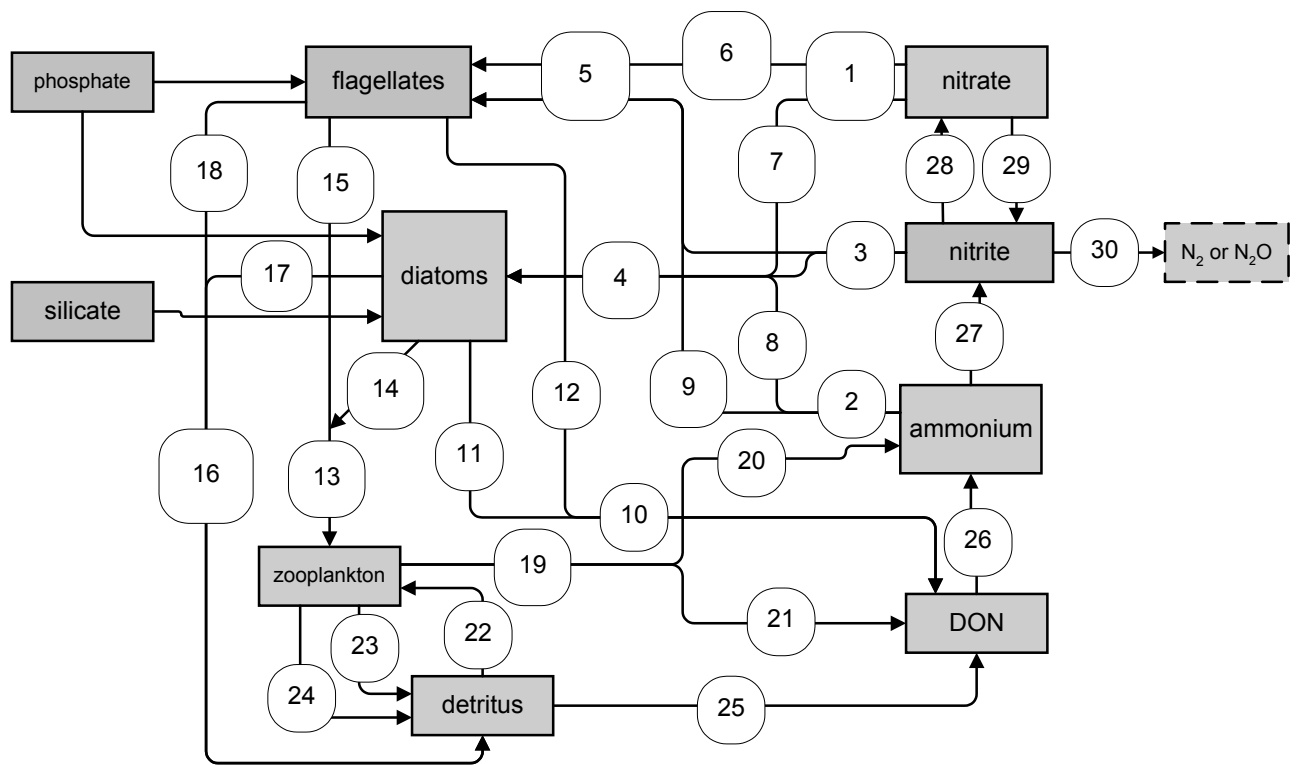 6
5
1
phosphate
flagellates
nitrate
7
18
15
28
29
3
nitrite
30
N₂ or N₂O
17
diatoms
4
silicate
27
8
14
12
9
2
ammonium
11
20
16
13
10
26
19
zooplankton
21
DON
23
22
24
detritus
25